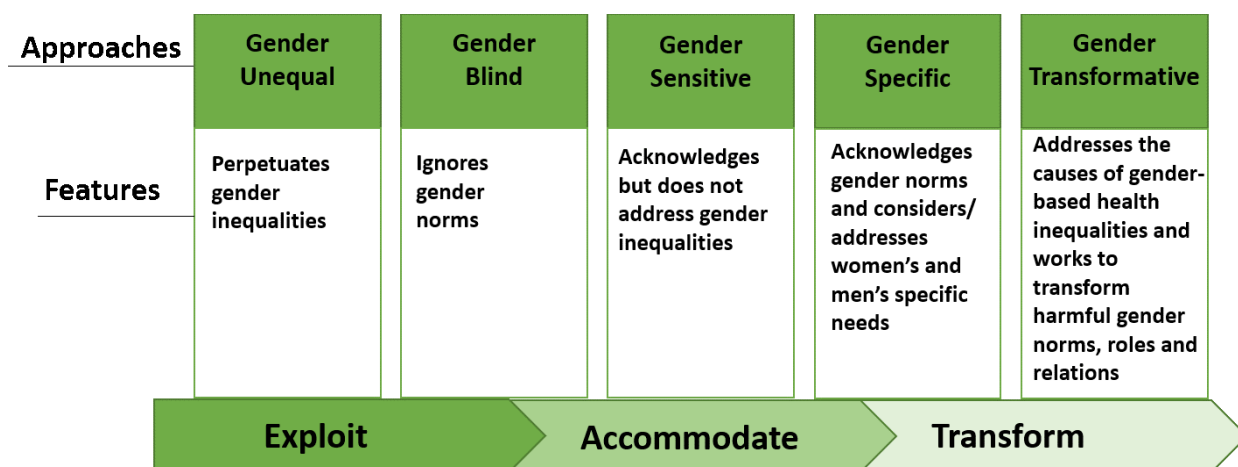 Approaches
Gender
Unequal
Gender
Blind
Gender
Sensitive
Gender
Specific
Gender
Transformative
Features
Perpetuates
gender
inequalities
Ignores
gender
norms
Acknowledges
but does not
address gender
inequalities
Acknowledges
gender norms
and considers/
addresses
women's and
men's specific
needs
Addresses the
causes of gender-
based health
inequalities and
works to
transform
harmful gender
norms, roles and
relations
Exploit
Accommodate
Transform